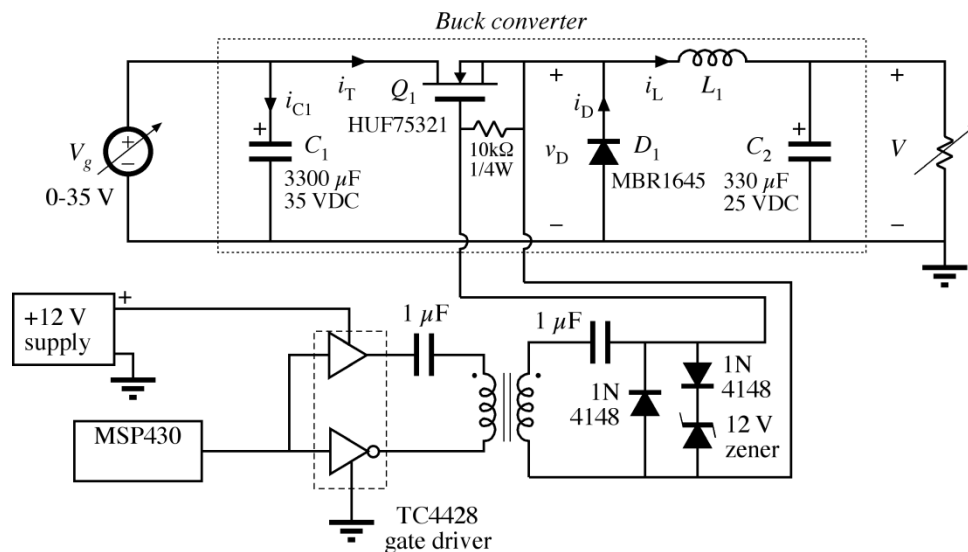 Buck converter
i_T
Q_1
HUF75321
i_C1
+
C_1
3300 µF
35 VDC
V_g
+
−
0-35 V
10kΩ
1/4W
+
v_D
−
i_D
D_1
MBR1645
i_L
L_1
+
C_2
330 µF
25 VDC
+
V
−
+12 V
supply
+
MSP430
1 µF
TC4428
gate driver
1 µF
1N
4148
1N
4148
12 V
zener